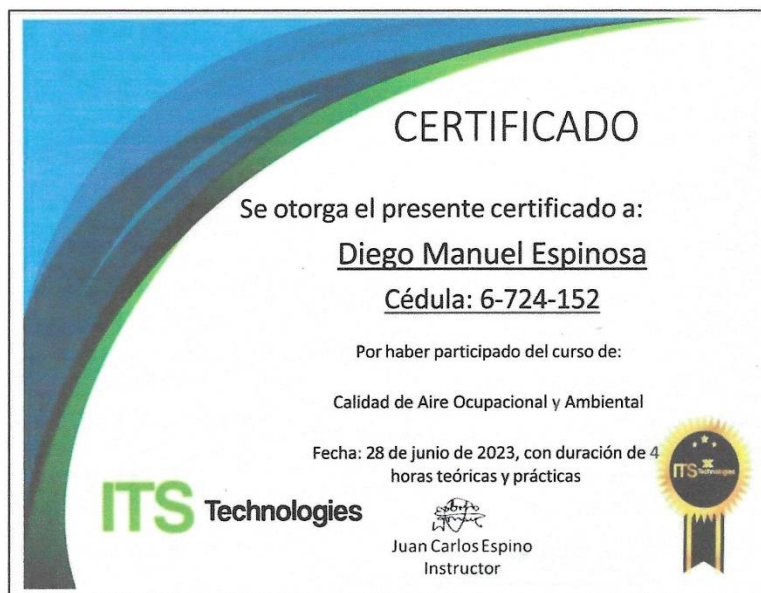 CERTIFICADO
Se otorga el presente certificado a:
Diego Manuel Espinosa
Cédula: 6-724-152
Por haber participado del curso de:
Calidad de Aire Ocupacional y Ambiental
Fecha: 28 de junio de 2023, con duración de 4
horas teóricas y prácticas
ITS Technologies
Juan Carlos Espino
Instructor
ITS Technologies